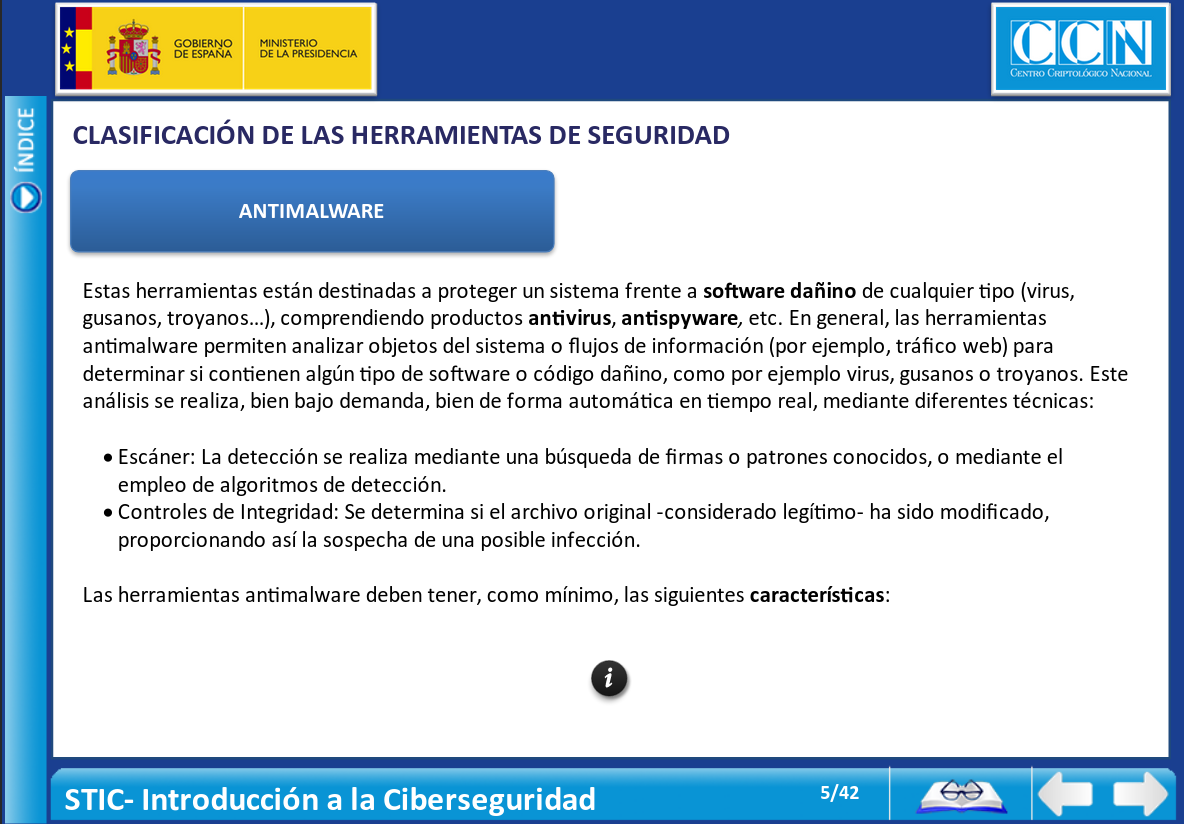 GOBIERNO
DE ESPAÑA
MINISTERIO
DE LA PRESIDENCIA
CCN
CENTRO CRIPTOLÓGICO NACIONAL
ÍNDICE
CLASIFICACIÓN DE LAS HERRAMIENTAS DE SEGURIDAD
ANTIMALWARE
Estas herramientas están destinadas a proteger un sistema frente a software dañino de cualquier tipo (virus,
gusanos, troyanos…), comprendiendo productos antivirus, antispyware, etc. En general, las herramientas
antimalware permiten analizar objetos del sistema o flujos de información (por ejemplo, tráfico web) para
determinar si contienen algún tipo de software o código dañino, como por ejemplo virus, gusanos o troyanos. Este
análisis se realiza, bien bajo demanda, bien de forma automática en tiempo real, mediante diferentes técnicas:
• Escáner: La detección se realiza mediante una búsqueda de firmas o patrones conocidos, o mediante el
empleo de algoritmos de detección.
• Controles de Integridad: Se determina si el archivo original -considerado legítimo- ha sido modificado,
proporcionando así la sospecha de una posible infección.
Las herramientas antimalware deben tener, como mínimo, las siguientes características:
i
STIC- Introducción a la Ciberseguridad
5/42